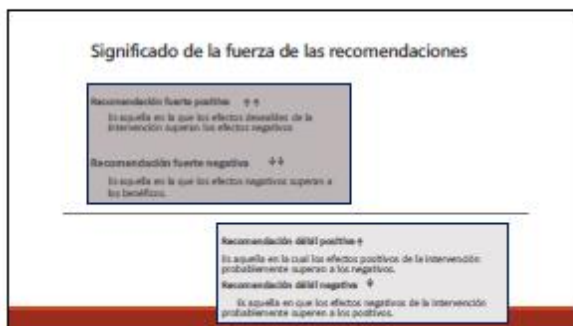 Significado de la fuerza de las recomendaciones
Recomendación fuerte positiva ↑ ↑
Es aquella en la que los efectos deseables de la
intervención superan los efectos negativos
Recomendación fuerte negativa ↓↓
Es aquella en la que los efectos negativos superan a
los benéficos.
Recomendación débil positiva ↑
Es aquella en la cual los efectos positivos de la intervención
probablemente superan a los negativos.
Recomendación débil negativa ↓
Es aquella en que los efectos negativos de la intervención
probablemente superen a los positivos.